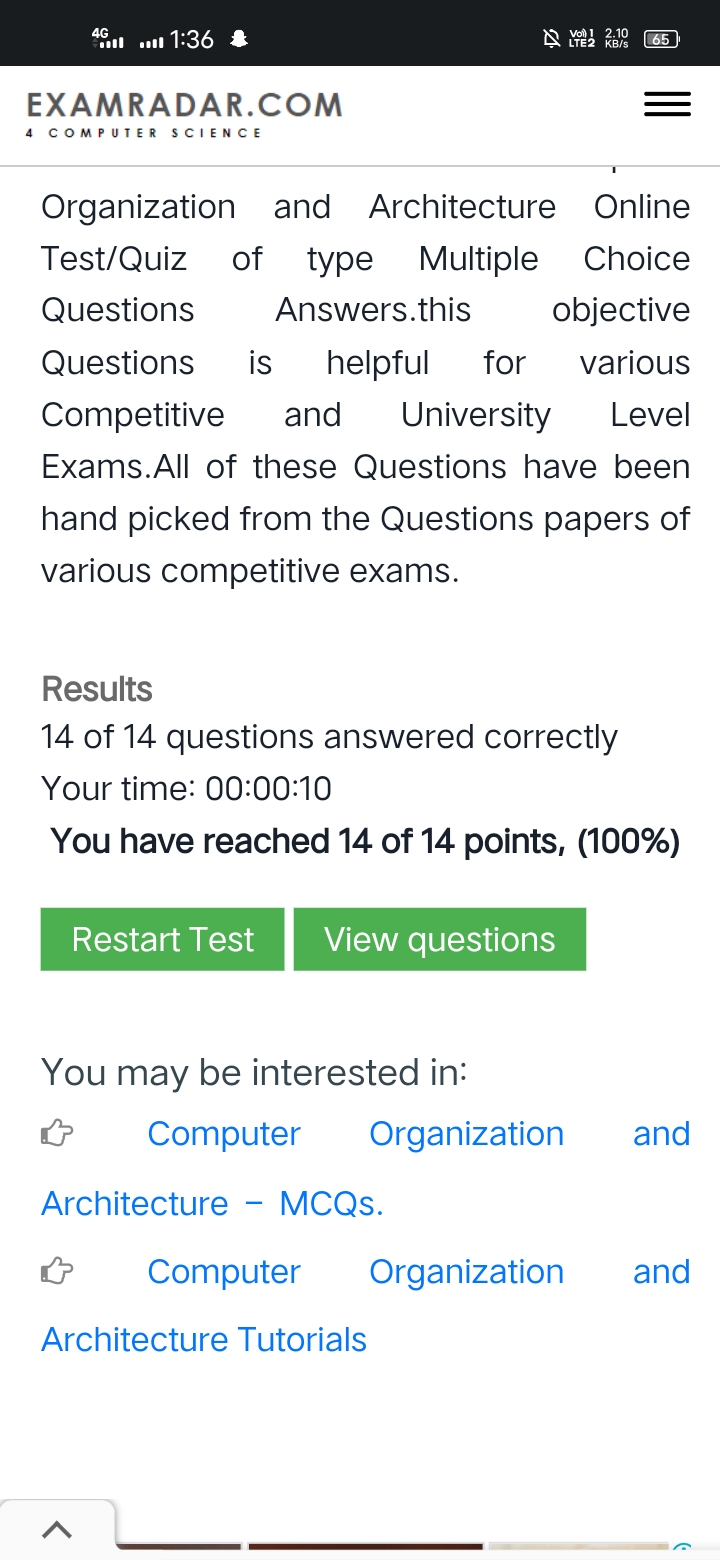 4G 1:36 Vo) 1 LTE2 2.10 KB/s 65
EXAMRADAR.COM
4 COMPUTER SCIENCE
Organization and Architecture Online
Test/Quiz of type Multiple Choice
Questions Answers.this objective
Questions is helpful for various
Competitive and University Level
Exams.All of these Questions have been
hand picked from the Questions papers of
various competitive exams.
Results
14 of 14 questions answered correctly
Your time: 00:00:10
You have reached 14 of 14 points, (100%)
Restart Test View questions
You may be interested in:
Computer Organization and
Architecture – MCQs.
Computer Organization and
Architecture Tutorials